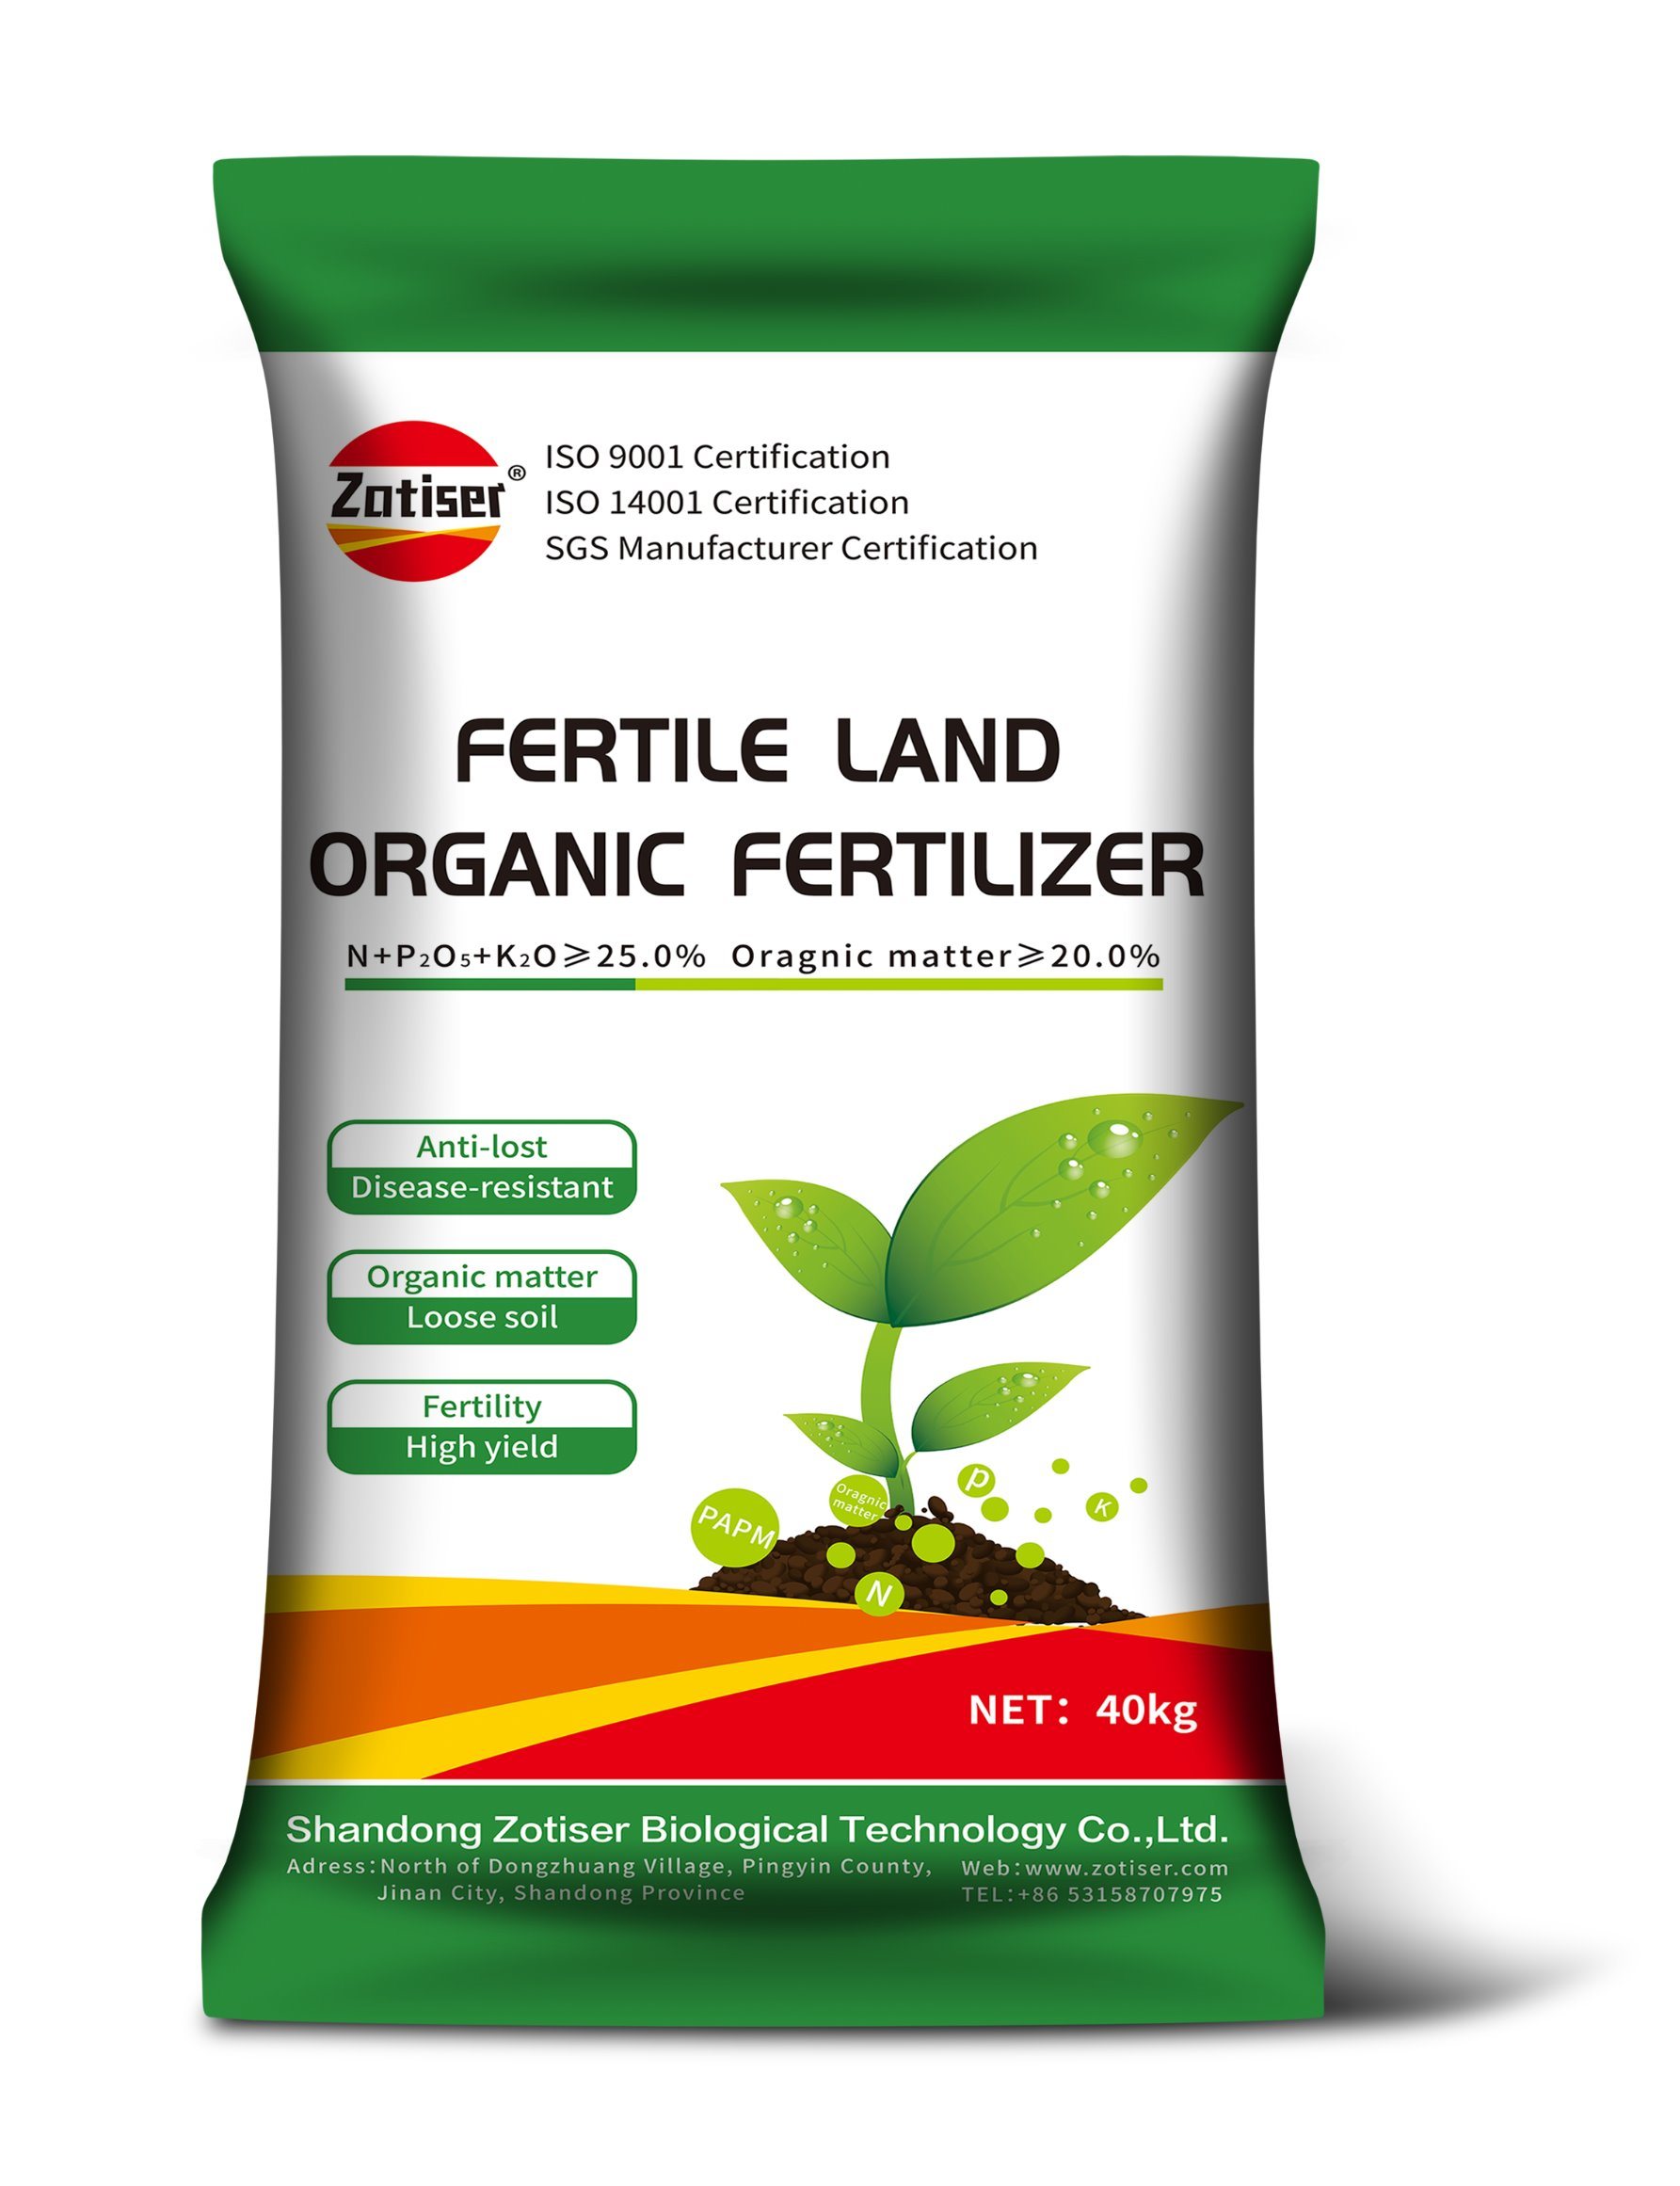 Zotiser®
ISO 9001 Certification
ISO 14001 Certification
SGS Manufacturer Certification
FERTILE LAND
ORGANIC FERTILIZER
N+P₂O₅+K₂O≥25.0% Oragnic matter≥20.0%
Anti-lost
Disease-resistant
Organic matter
Loose soil
Fertility
High yield
PAPM
Oragnic
matter
P
K
N
NET: 40kg
Shandong Zotiser Biological Technology Co.,Ltd.
Adress:North of Dongzhuang Village, Pingyin County,
Jinan City, Shandong Province
Web:www.zotiser.com
TEL:+86 53158707975